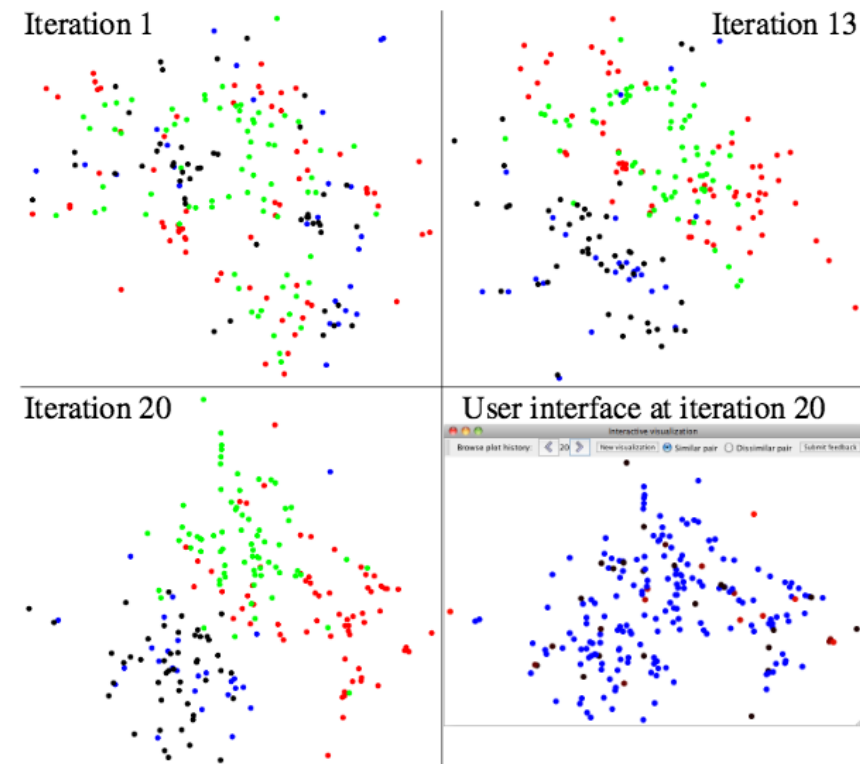 Iteration 1
Iteration 13
Iteration 20
User interface at iteration 20
Interactive visualization
Browse plot history: 20 New visualization Similar pair Dissimilar pair Submit feedback